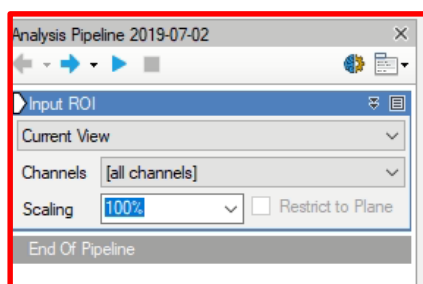 Analysis Pipeline 2019-07-02
Input ROI
Current View
Channels [all channels]
Scaling 100% Restrict to Plane
End Of Pipeline